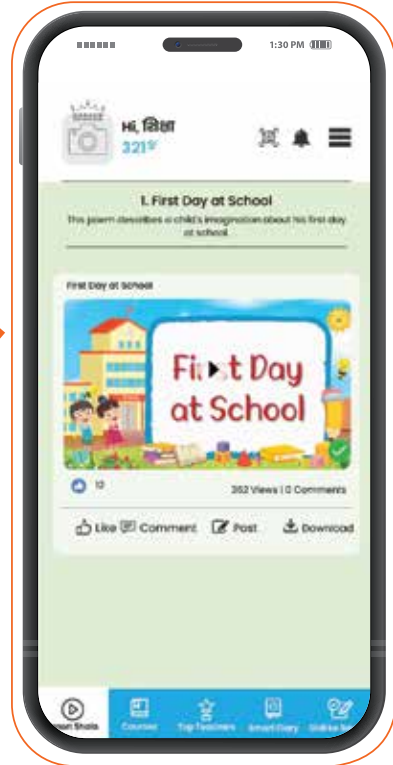 1:30 PM
Hi, शिक्षा
321
1. First Day at School
This poem describes a child's imagination about his first day
at school
First Day at School
First Day
at School
12
362 Views | 0 Comments
Like Comment Post Download
Courses Top Teachers Smart Diary